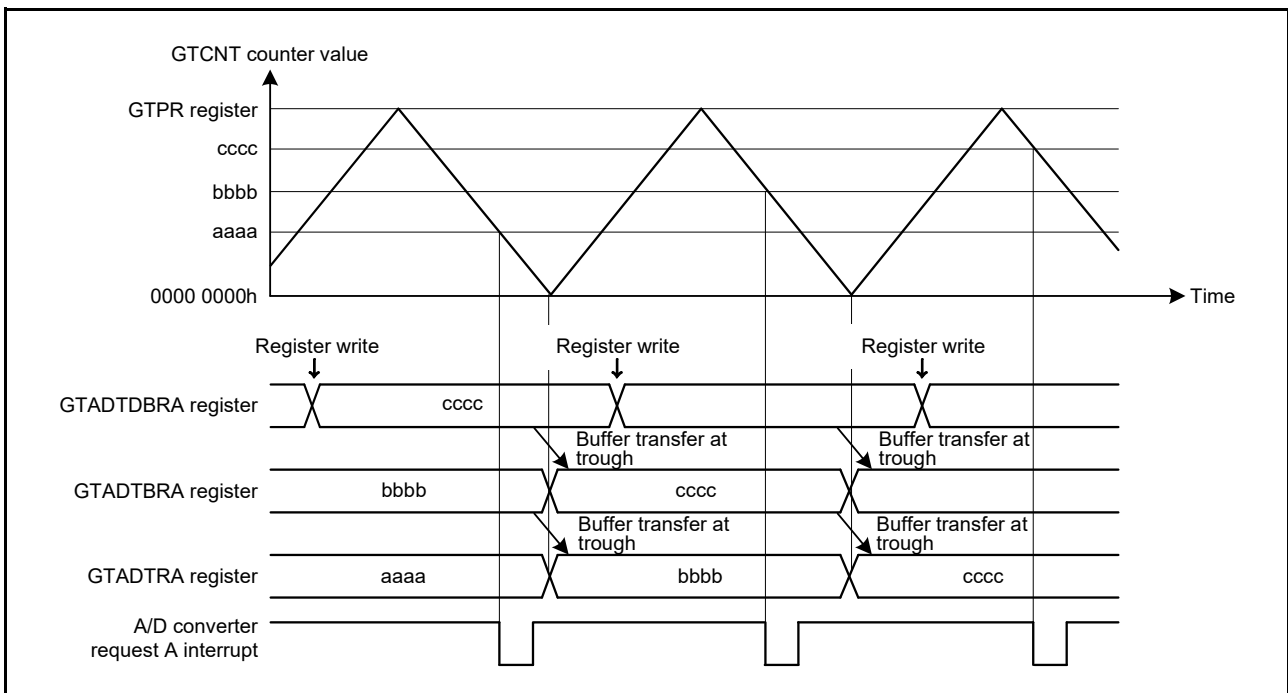 GTCNT counter value
GTPR register
cccc
bbbb
aaaa
0000 0000h
Time
Register write
Register write
Register write
GTADTDBRA register
cccc
Buffer transfer at
trough
Buffer transfer at
trough
GTADTBRA register
bbbb
cccc
Buffer transfer at
trough
Buffer transfer at
trough
GTADTRA register
aaaa
bbbb
cccc
A/D converter
request A interrupt